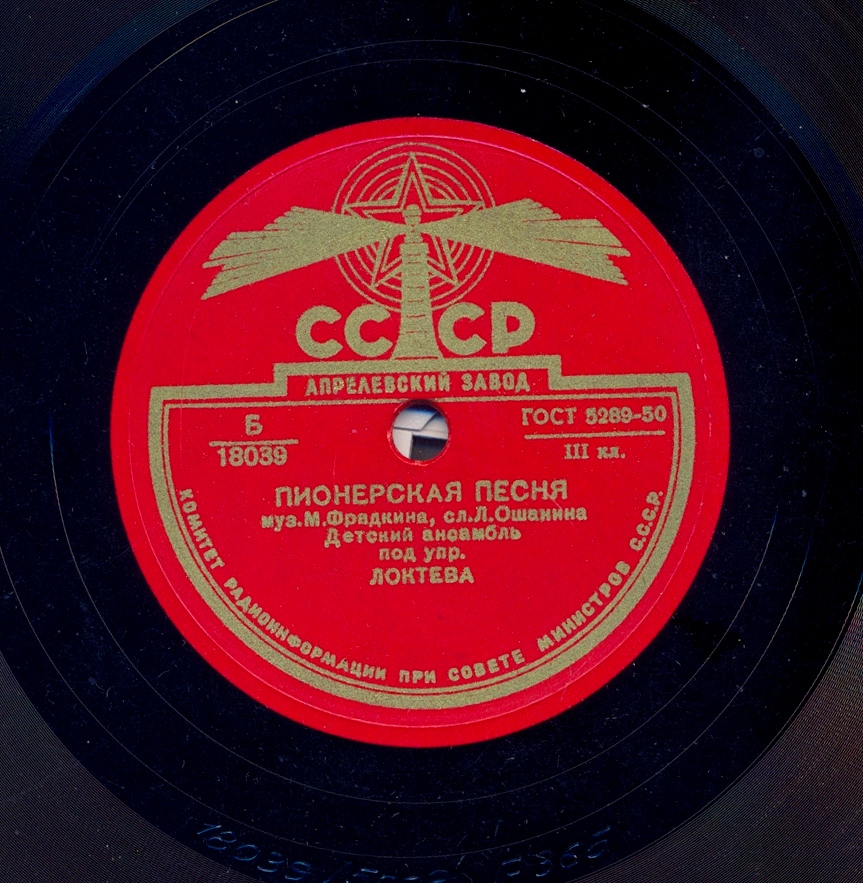 СССР
АПРЕЛЕВСКИЙ ЗАВОД
Б
18039
ГОСТ 5289-50
III кл.
ПИОНЕРСКАЯ ПЕСНЯ
муз.М.Фрадкина, сл.Л.Ошанина
Детский ансамбль
под упр.
ЛОКТЕВА
КОМИТЕТ РАДИОИНФОРМАЦИИ ПРИ СОВЕТЕ МИНИСТРОВ С.С.С.Р.
18039